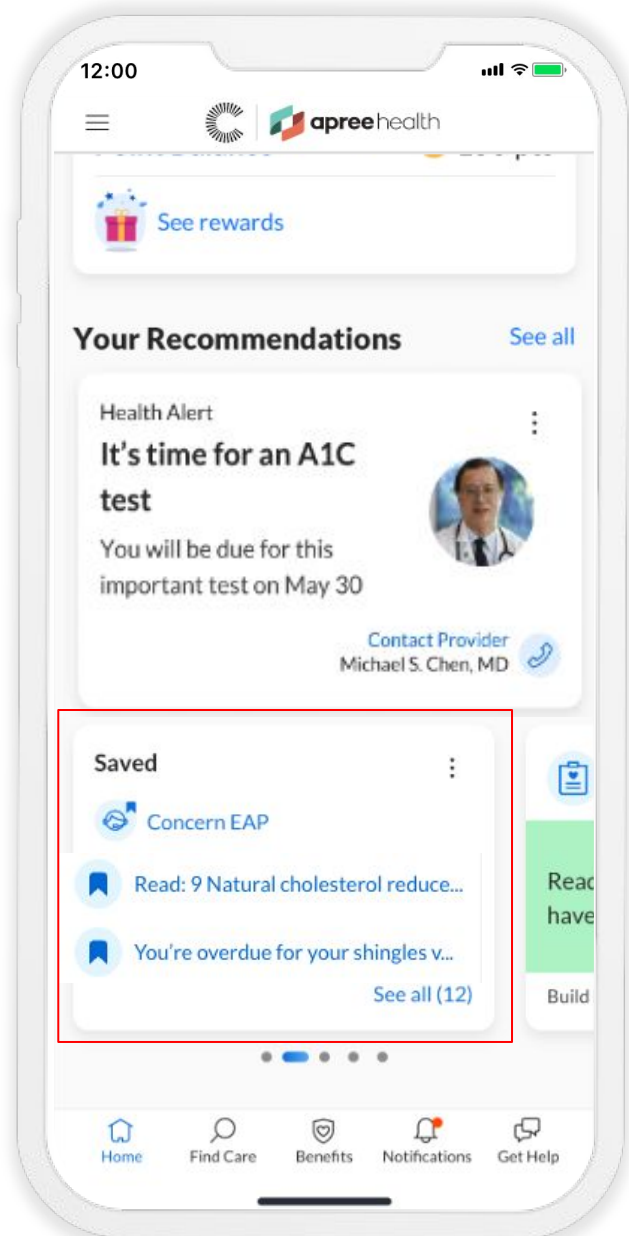 12:00
apree health
See rewards
Your Recommendations
See all
Health Alert
It's time for an A1C
test
You will be due for this
important test on May 30
Contact Provider
Michael S. Chen, MD
Saved
Concern EAP
Read: 9 Natural cholesterol reduce...
You're overdue for your shingles v...
See all (12)
Read
have
Build
Home
Find Care
Benefits
Notifications
Get Help